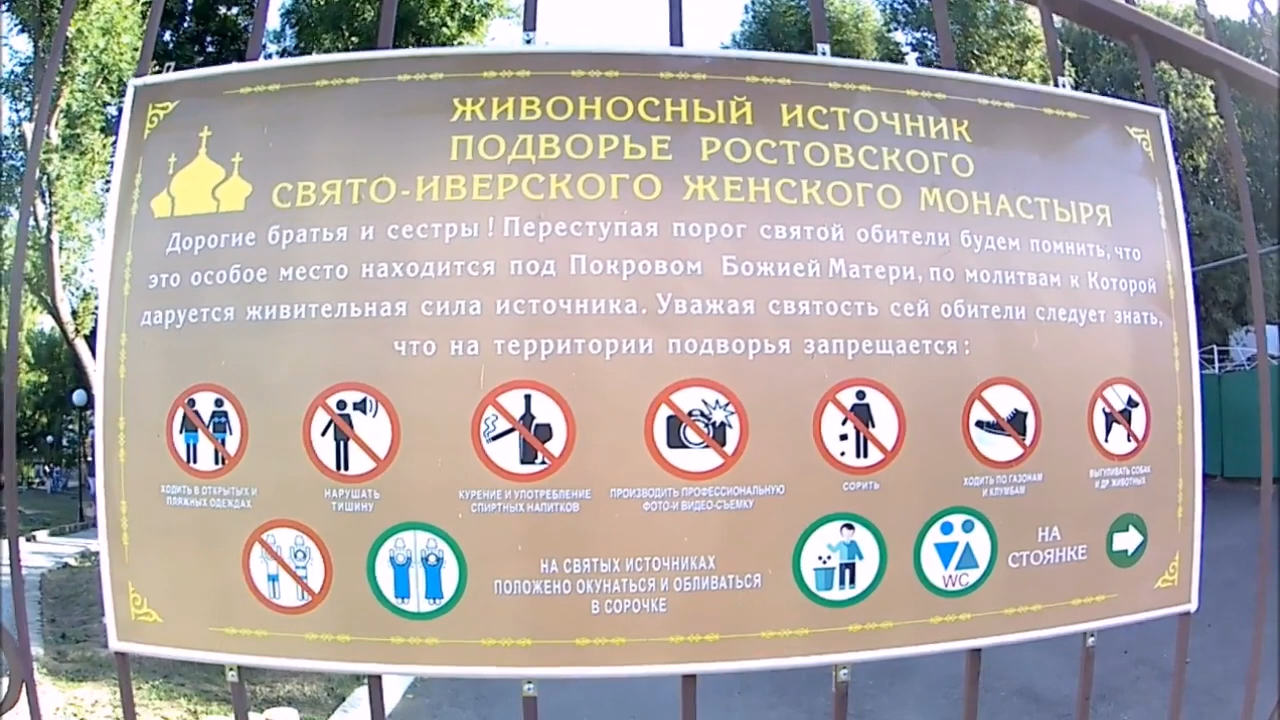 ЖИВОНОСНЫЙ ИСТОЧНИК
ПОДВОРЬЕ РОСТОВСКОГО
СВЯТО-ИВЕРСКОГО ЖЕНСКОГО МОНАСТЫРЯ
Дорогие братья и сестры! Переступая порог святой обители будем помнить, что
это особое место находится под Покровом Божией Матери, по молитвам к Которой
даруется живительная сила источника. Уважая святость сей обители следует знать,
что на территории подворья запрещается:
ХОДИТЬ В ОТКРЫТЫХ И
ПЛЯЖНЫХ ОДЕЖДАХ
НАРУШАТЬ
ТИШИНУ
КУРЕНИЕ И УПОТРЕБЛЕНИЕ
СПИРТНЫХ НАПИТКОВ
ПРОИЗВОДИТЬ ПРОФЕССИОНАЛЬНУЮ
ФОТО-И ВИДЕО-СЪЕМКУ
СОРИТЬ
ХОДИТЬ ПО ГАЗОНАМ
И КЛУМБАМ
ВЫГУЛИВАТЬ СОБАК
И ДР. ЖИВОТНЫХ
НА СВЯТЫХ ИСТОЧНИКАХ
ПОЛОЖЕНО ОКУНАТЬСЯ И ОБЛИВАТЬСЯ
В СОРОЧКЕ
WC
НА
СТОЯНКЕ